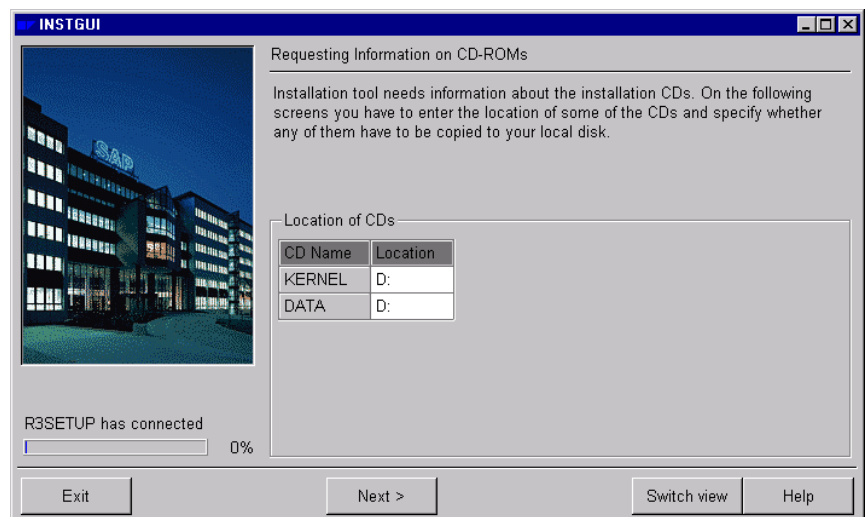 INSTGUI
Requesting Information on CD-ROMs
Installation tool needs information about the installation CDs. On the following
screens you have to enter the location of some of the CDs and specify whether
any of them have to be copied to your local disk.
SAP
Location of CDs
CD Name Location
KERNEL D:
DATA D:
R3SETUP has connected
0%
Exit Next > Switch view Help